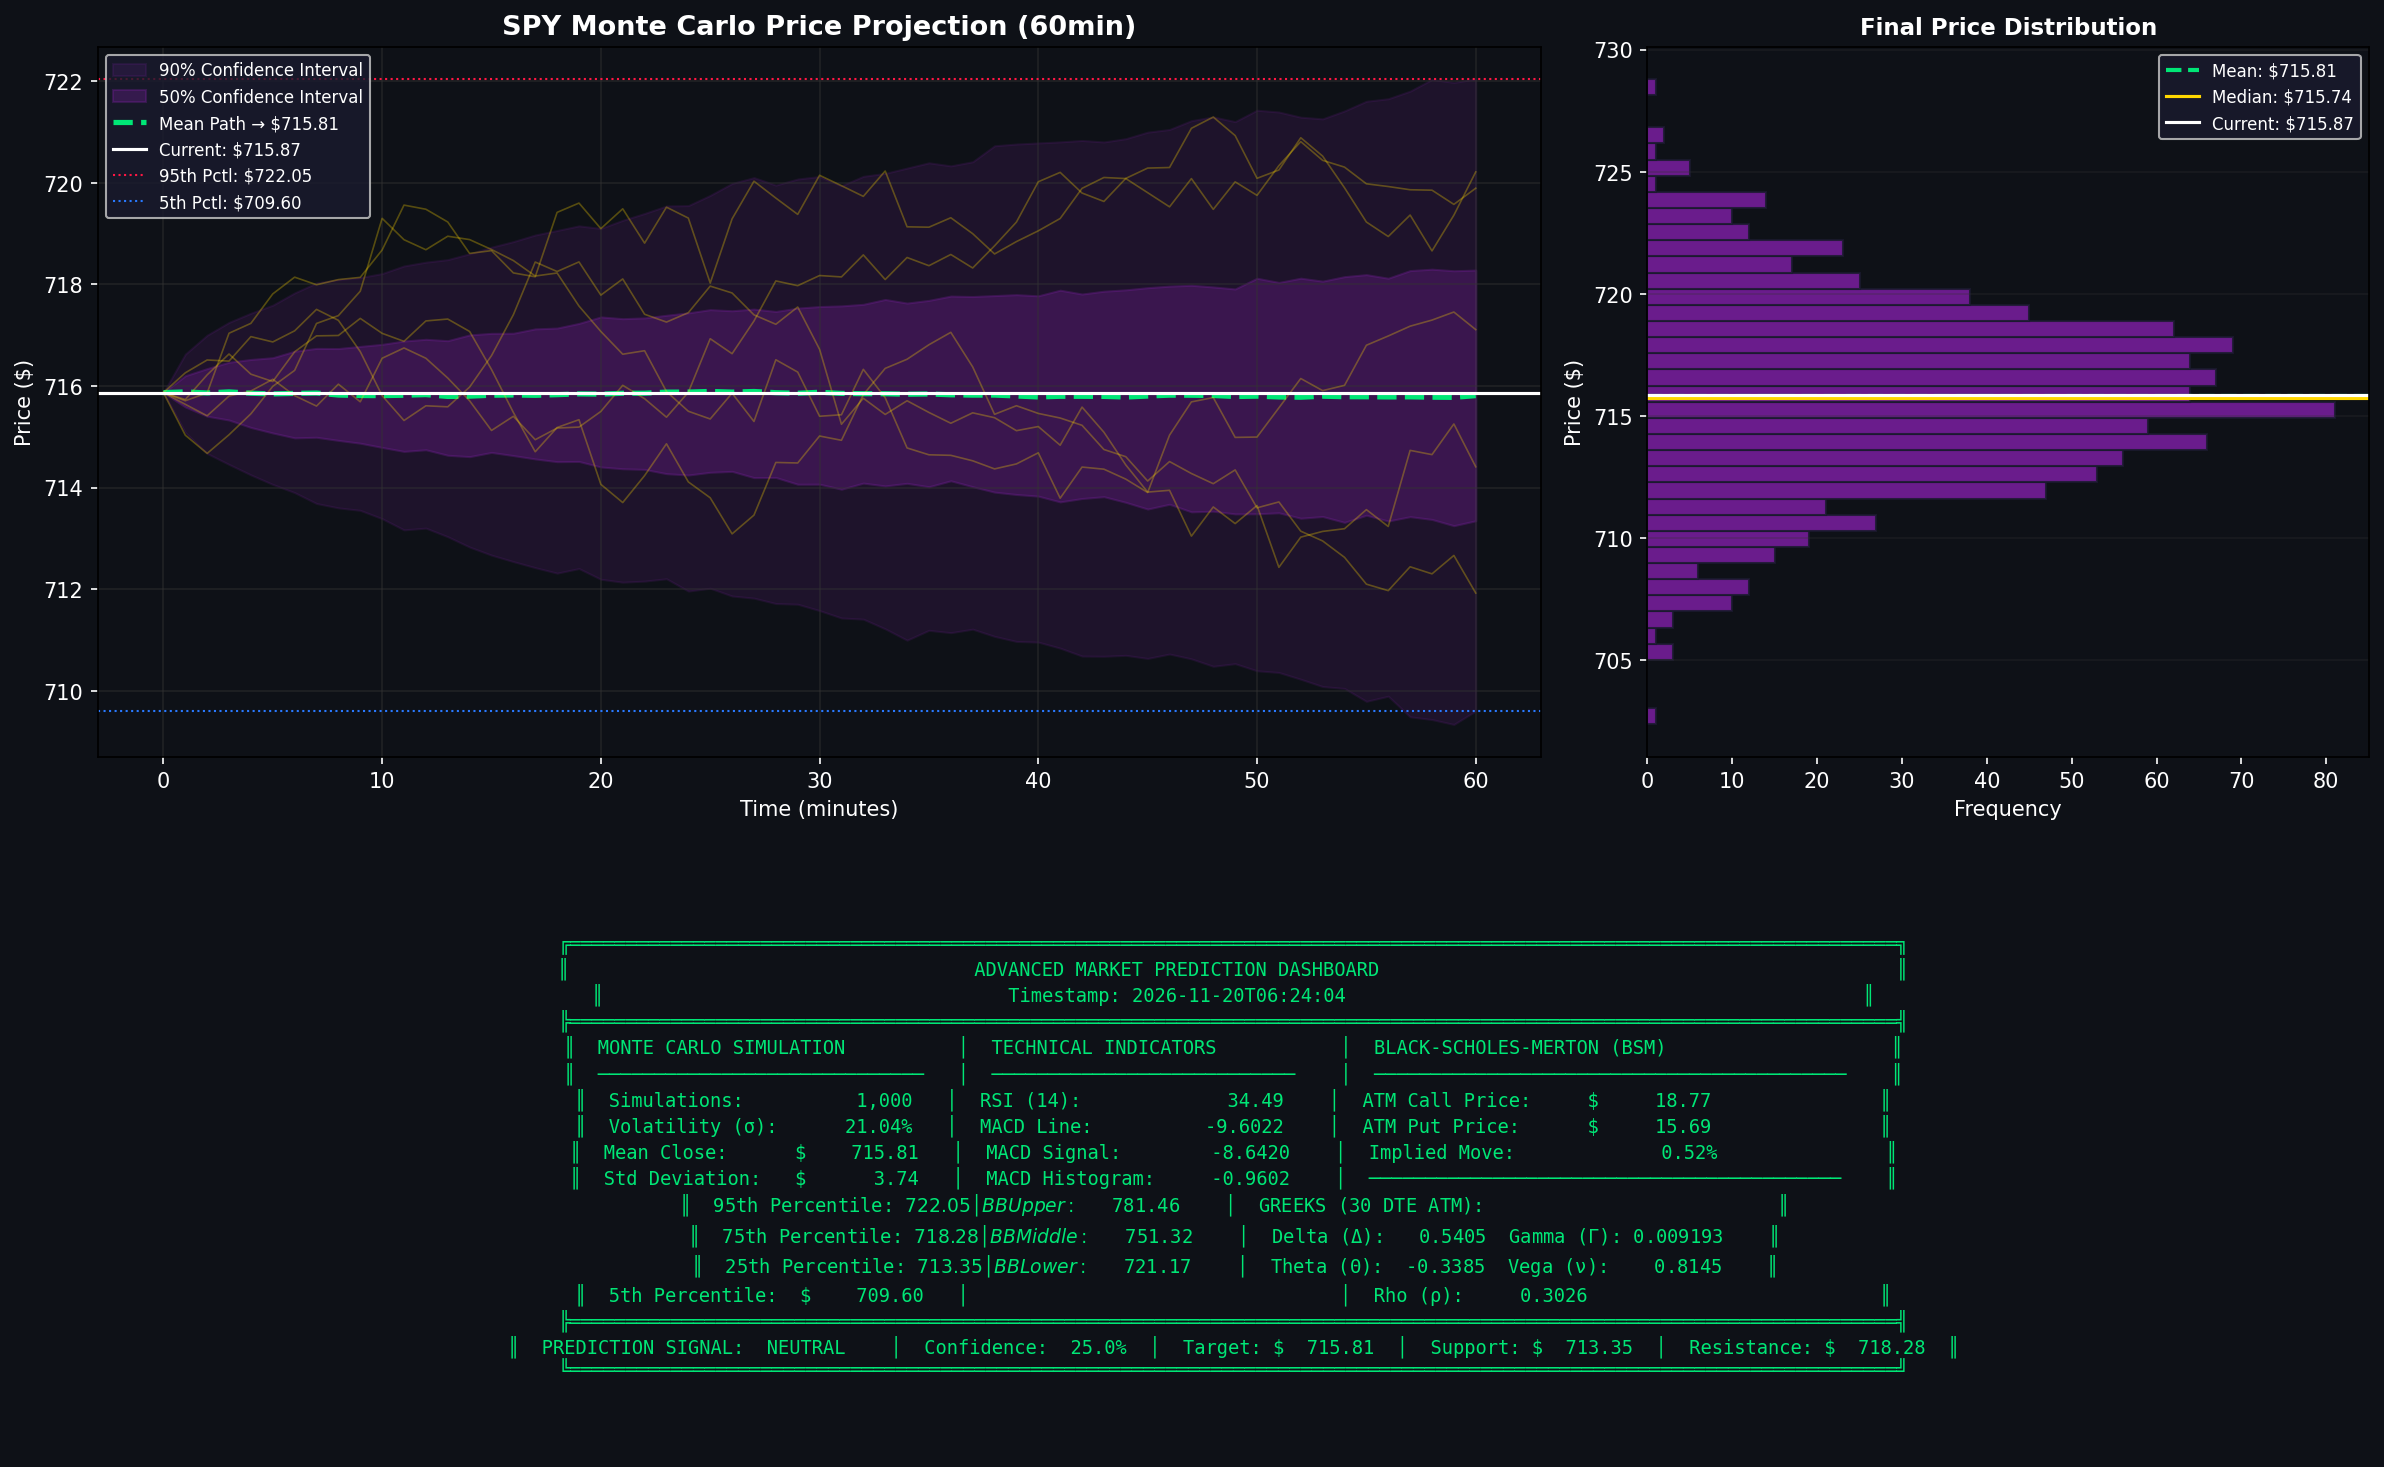 SPY Monte Carlo Price Projection (60min)
90% Confidence Interval
50% Confidence Interval
Mean Path → $715.81
Current: $715.87
95th Pctl: $722.05
5th Pctl: $709.60
722
720
718
716
714
712
710
Price ($)
0 10 20 30 40 50 60
Time (minutes)
Final Price Distribution
Mean: $715.81
Median: $715.74
Current: $715.87
730
725
720
715
710
705
Price ($)
0 10 20 30 40 50 60 70 80
Frequency
ADVANCED MARKET PREDICTION DASHBOARD
Timestamp: 2026-11-20T06:24:04
MONTE CARLO SIMULATION │ TECHNICAL INDICATORS │ BLACK-SCHOLES-MERTON (BSM)
Simulations: 1,000 │ RSI (14): 34.49 │ ATM Call Price: $ 18.77
Volatility (σ): 21.04% │ MACD Line: -9.6022 │ ATM Put Price: $ 15.69
Mean Close: $ 715.81 │ MACD Signal: -8.6420 │ Implied Move: 0.52%
Std Deviation: $ 3.74 │ MACD Histogram: -0.9602 │
95th Percentile: 722.05│BBUpper: 781.46 │ GREEKS (30 DTE ATM):
75th Percentile: 718.28│BBMiddle: 751.32 │ Delta (Δ): 0.5405 Gamma (Γ): 0.009193
25th Percentile: 713.35│BBLower: 721.17 │ Theta (Θ): -0.3385 Vega (ν): 0.8145
5th Percentile: $ 709.60 │ │ Rho (ρ): 0.3026
PREDICTION SIGNAL: NEUTRAL │ Confidence: 25.0% │ Target: $ 715.81 │ Support: $ 713.35 │ Resistance: $ 718.28